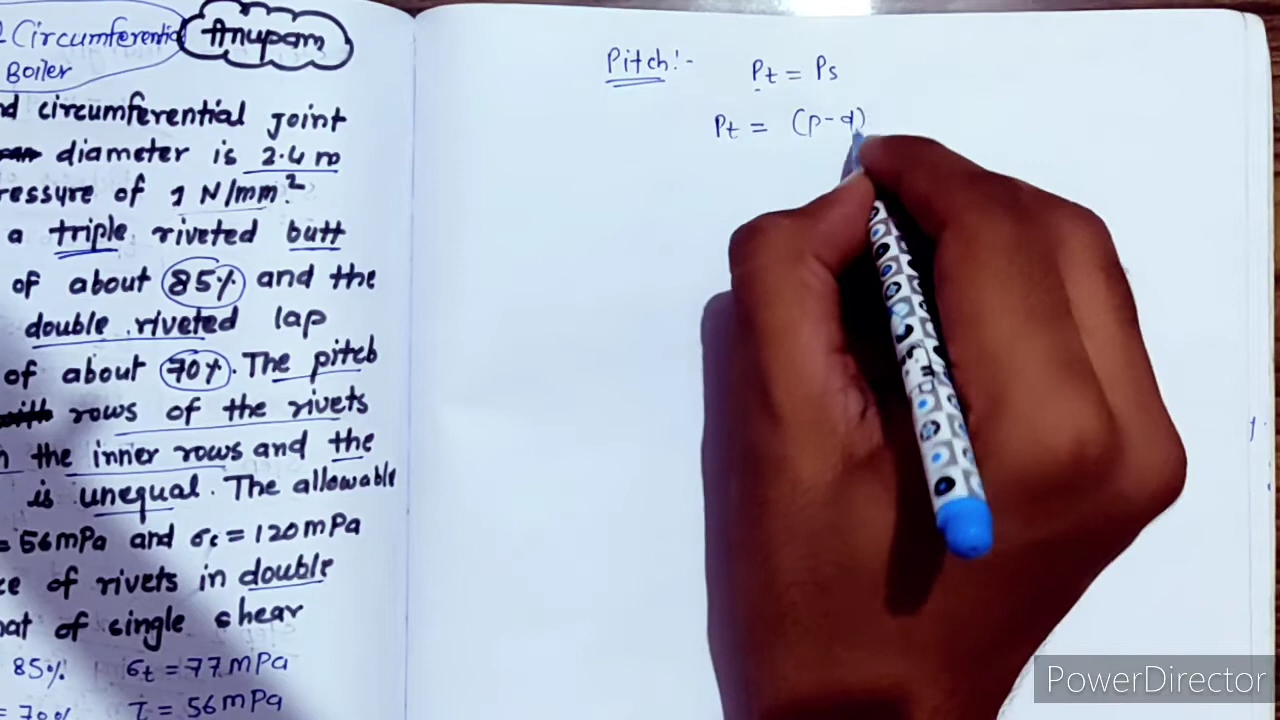 Circumferential
Boiler
Anupam
circumferential joint
diameter is 2.4 m
ressure of 1 N/mm².
a triple riveted butt
of about 85% and the
double riveted lap
of about 70%. The pitch
rows of the rivets
the inner rows and the
is unequal. The allowable
= 56mPa and σc = 120mPa
of rivets in double
of single shear
85% σt = 77mPa
= 70% τ = 56mPa
Pitch:-
Pt = Ps
Pt = (p-d)
PowerDirector